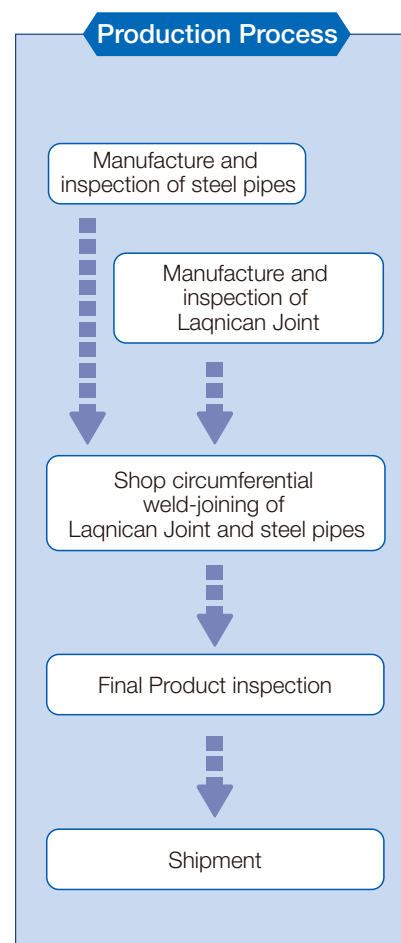 Production Process
Manufacture and
inspection of steel pipes
Manufacture and
inspection of
Laqnican Joint
Shop circumferential
weld-joining of
Laqnican Joint and steel pipes
Final Product inspection
Shipment